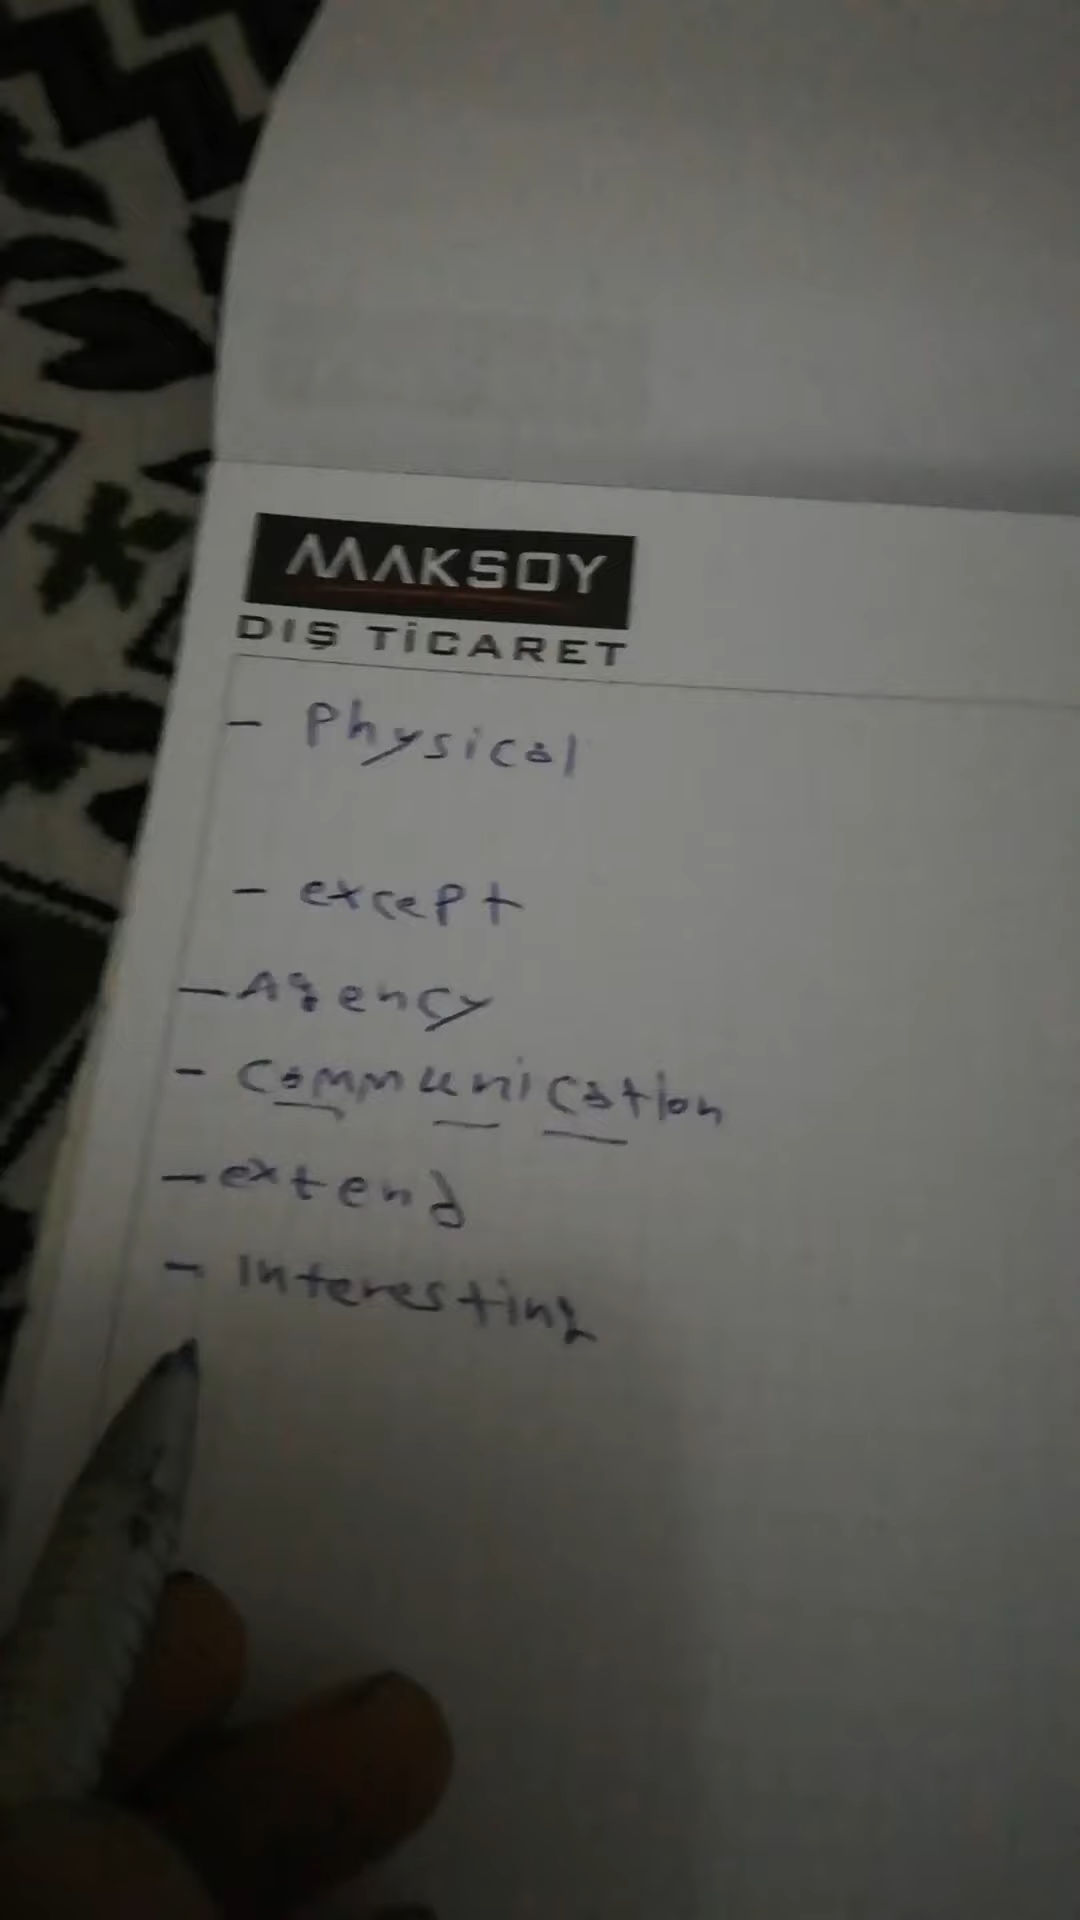 MAKSOY
DIŞ TİCARET
- Physical
- except
- Agency
- Communication
- extend
- Interesting